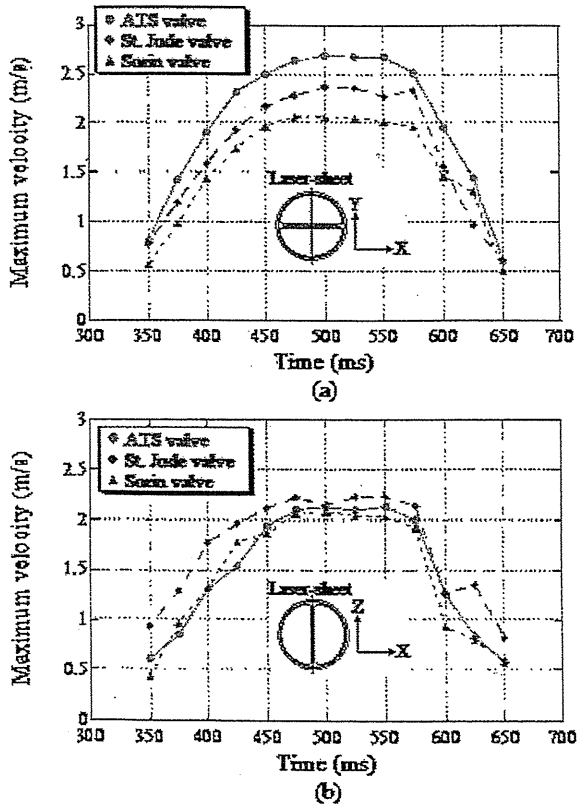 ATS valve
St. Jude valve
Sorin valve
Maximum velocity (m/s)
3
2.5
2
1.5
1
0.5
0
Laser-sheet
Y
X
300 350 400 450 500 550 600 650 700
Time (ms)
(a)
ATS valve
St. Jude valve
Sorin valve
Maximum velocity (m/s)
3
2.5
2
1.5
1
0.5
0
Laser-sheet
Z
X
300 350 400 450 500 550 600 650 700
Time (ms)
(b)